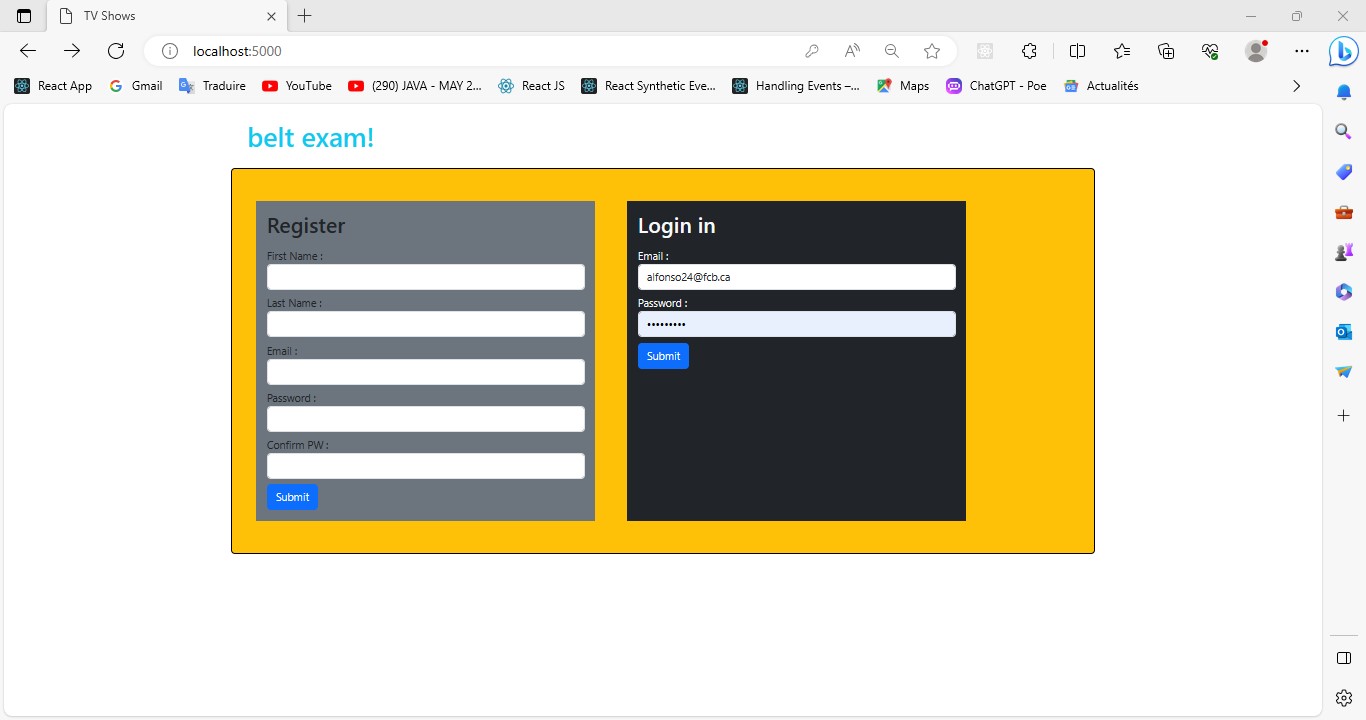 TV Shows
localhost:5000
React App
Gmail
Traduire
YouTube
(290) JAVA - MAY 2...
React JS
React Synthetic Eve...
Handling Events –...
Maps
ChatGPT - Poe
Actualités
belt exam!
Register
First Name :
Last Name :
Email :
Password :
Confirm PW :
Submit
Login in
Email :
alfonso24@fcb.ca
Password :
•••••••••
Submit